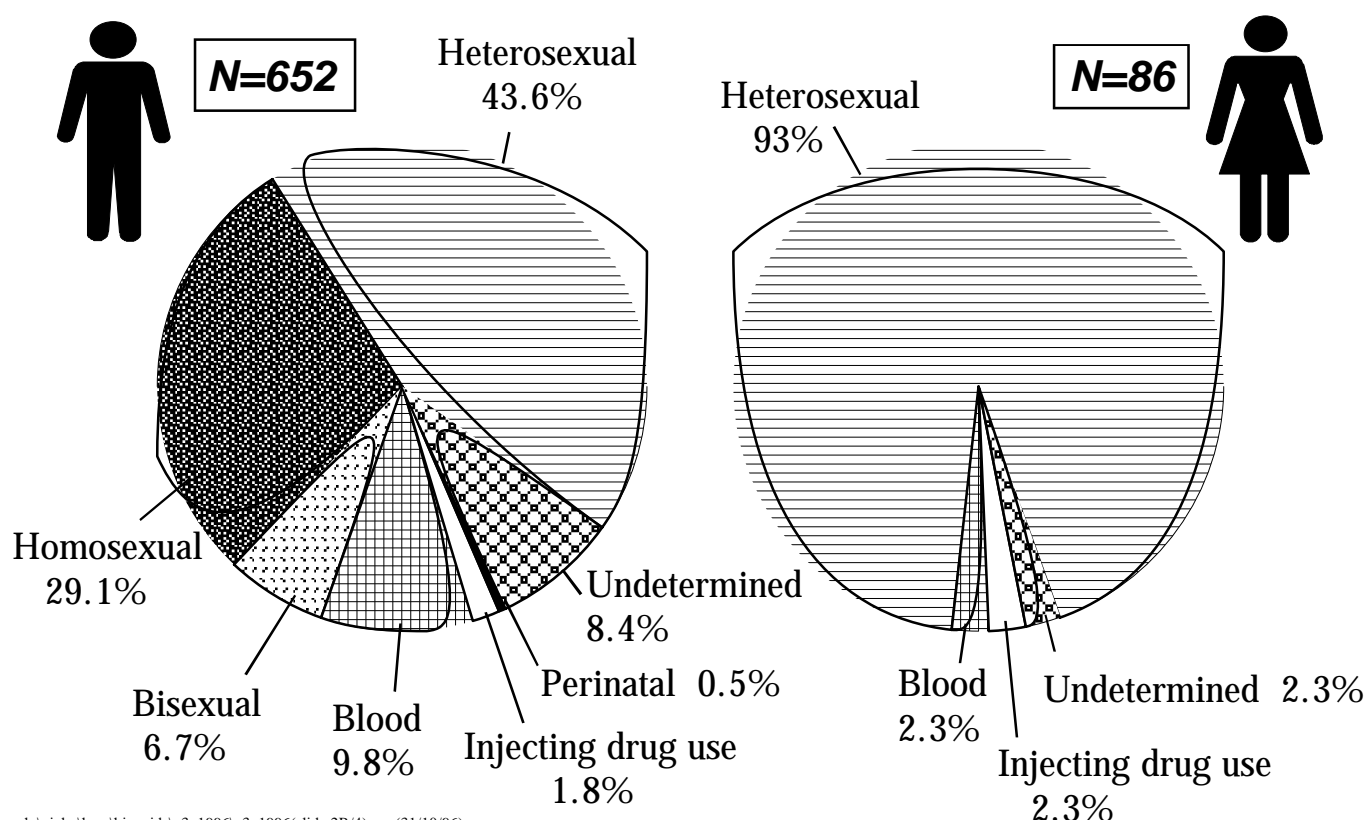 N=652
Heterosexual
43.6%
Homosexual
29.1%
Bisexual
6.7%
Blood
9.8%
Injecting drug use
1.8%
Perinatal 0.5%
Undetermined
8.4%
N=86
Heterosexual
93%
Blood
2.3%
Injecting drug use
2.3%
Undetermined 2.3%